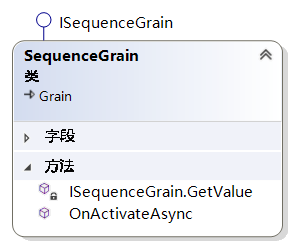 ISequenceGrain
SequenceGrain
类
Grain
字段
方法
ISequenceGrain.GetValue
OnActivateAsync